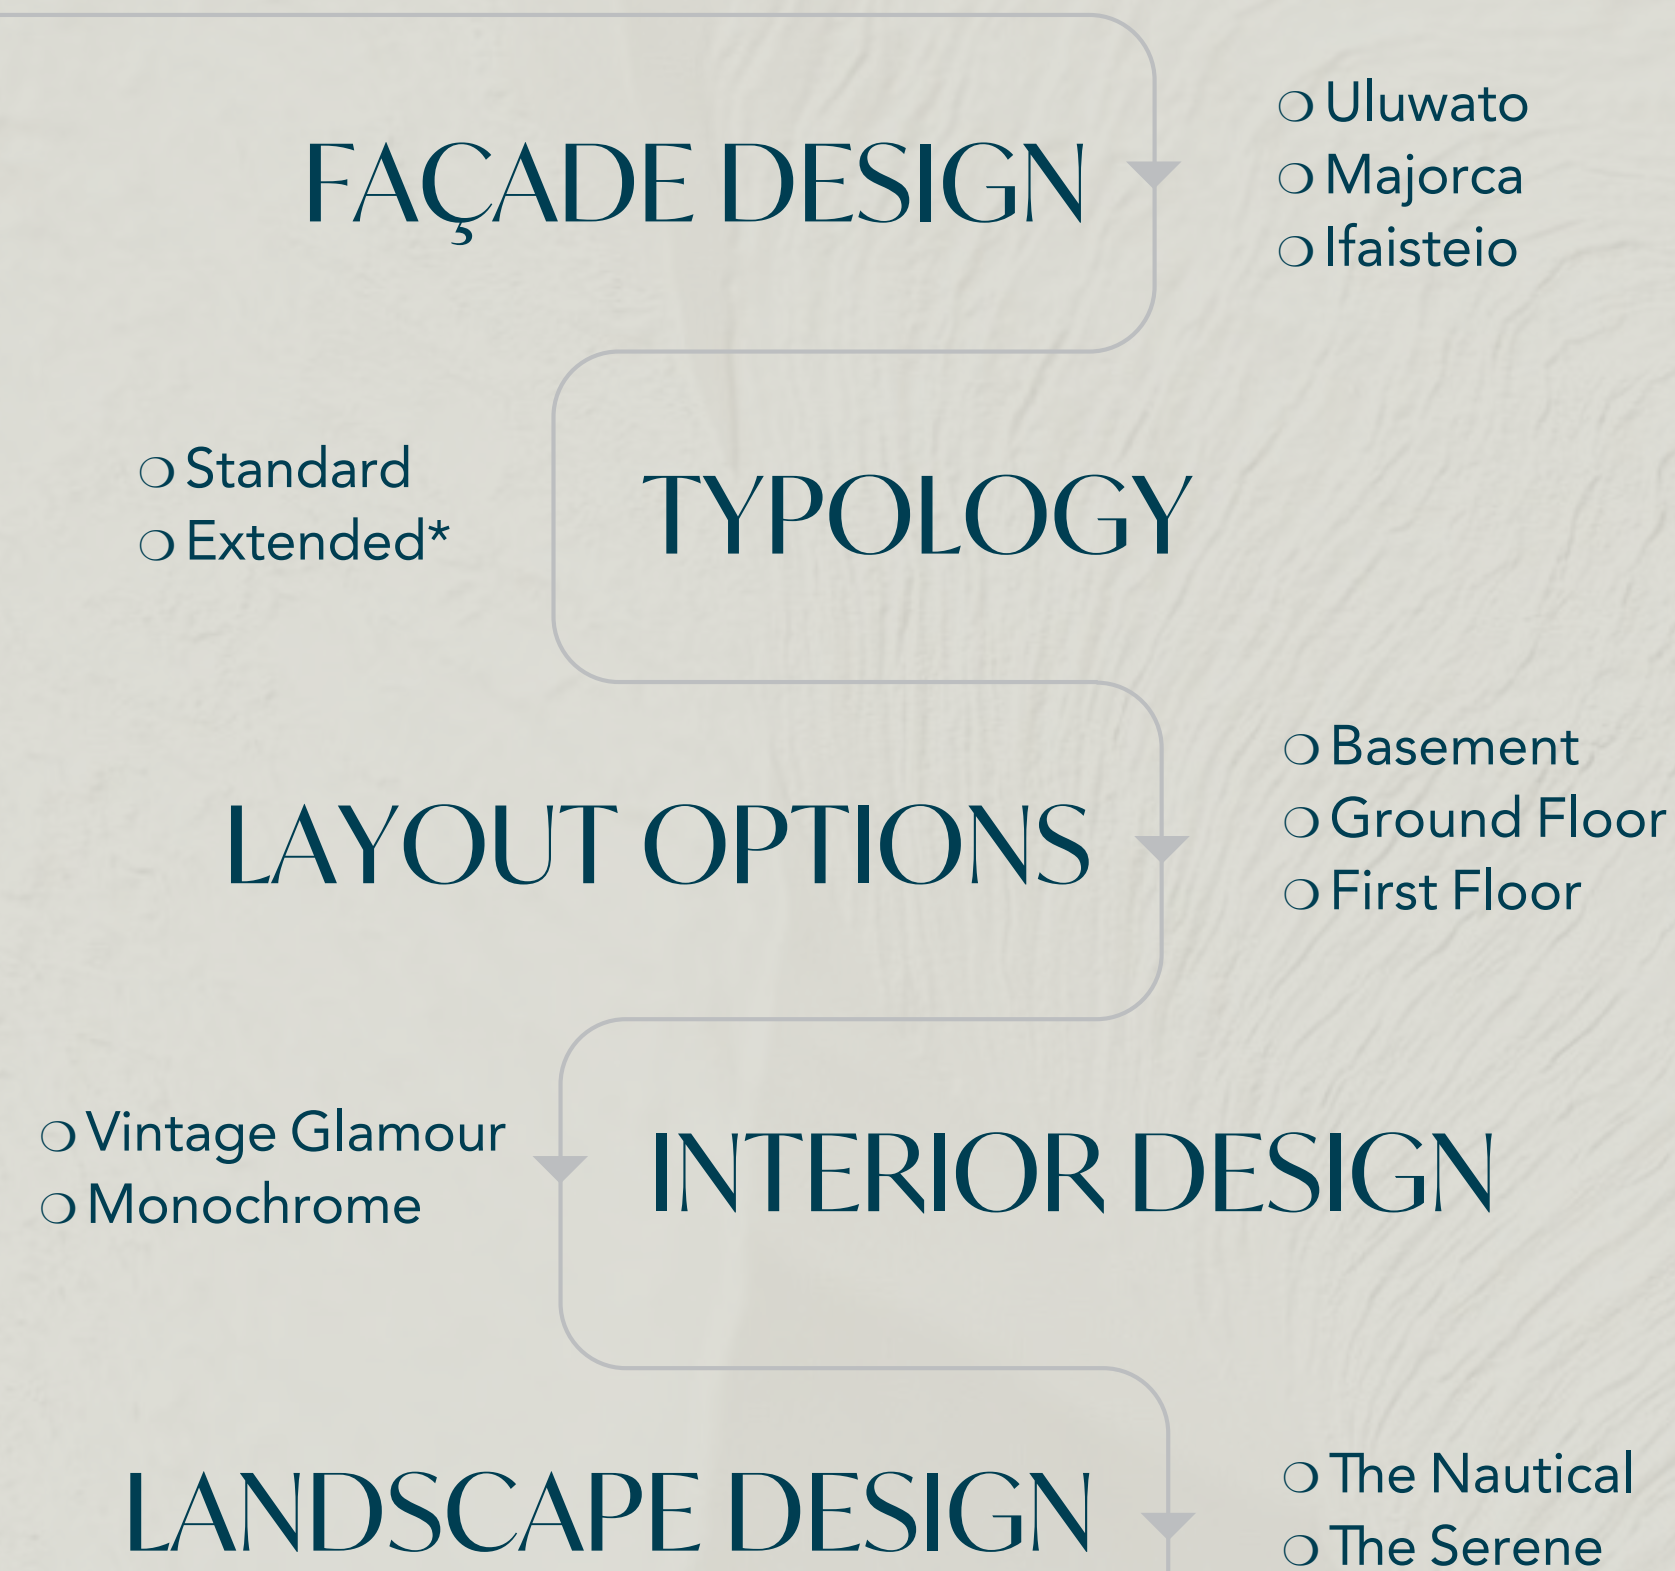 FAÇADE DESIGN
❍ Uluwato
❍ Majorca
❍ Ifaisteio
❍ Standard
❍ Extended*
TYPOLOGY
LAYOUT OPTIONS
❍ Basement
❍ Ground Floor
❍ First Floor
❍ Vintage Glamour
❍ Monochrome
INTERIOR DESIGN
LANDSCAPE DESIGN
❍ The Nautical
❍ The Serene